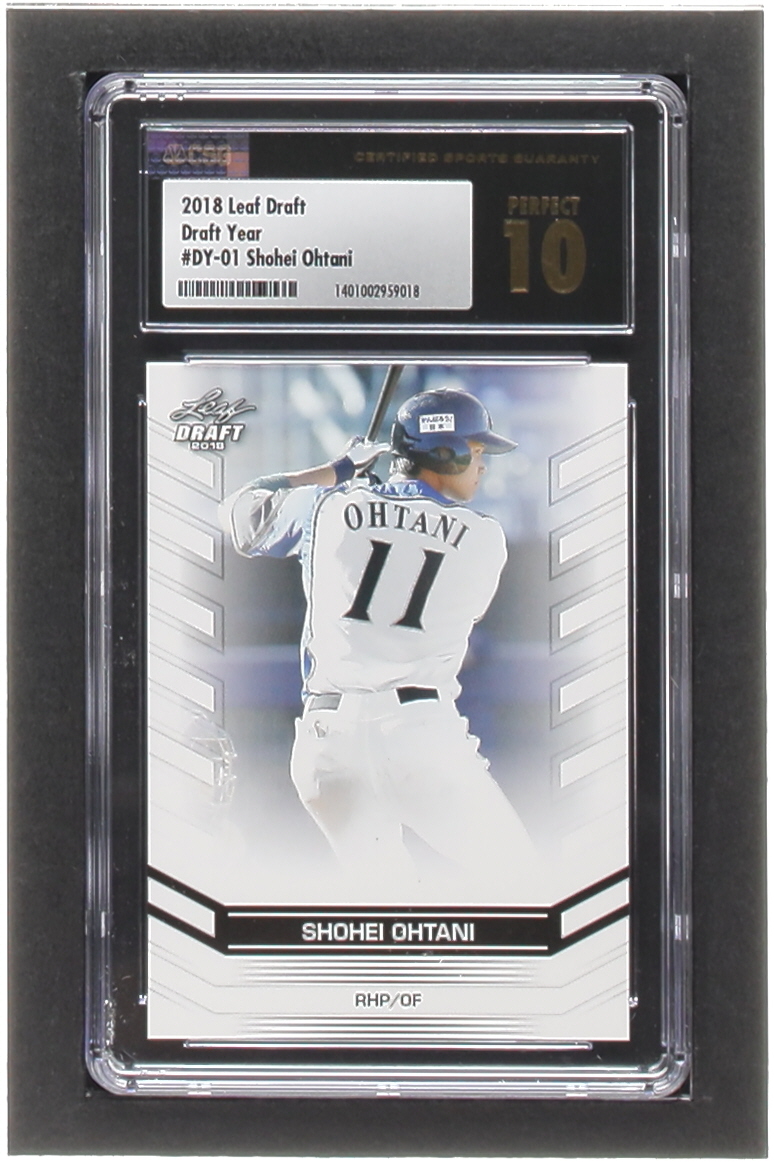 CSG
CERTIFIED SPORTS GUARANTY
2018 Leaf Draft
Draft Year
#DY-01 Shohei Ohtani
1401002959018
PERFECT
10
Leaf
DRAFT
2018
OHTANI
11
SHOHEI OHTANI
RHP/OF